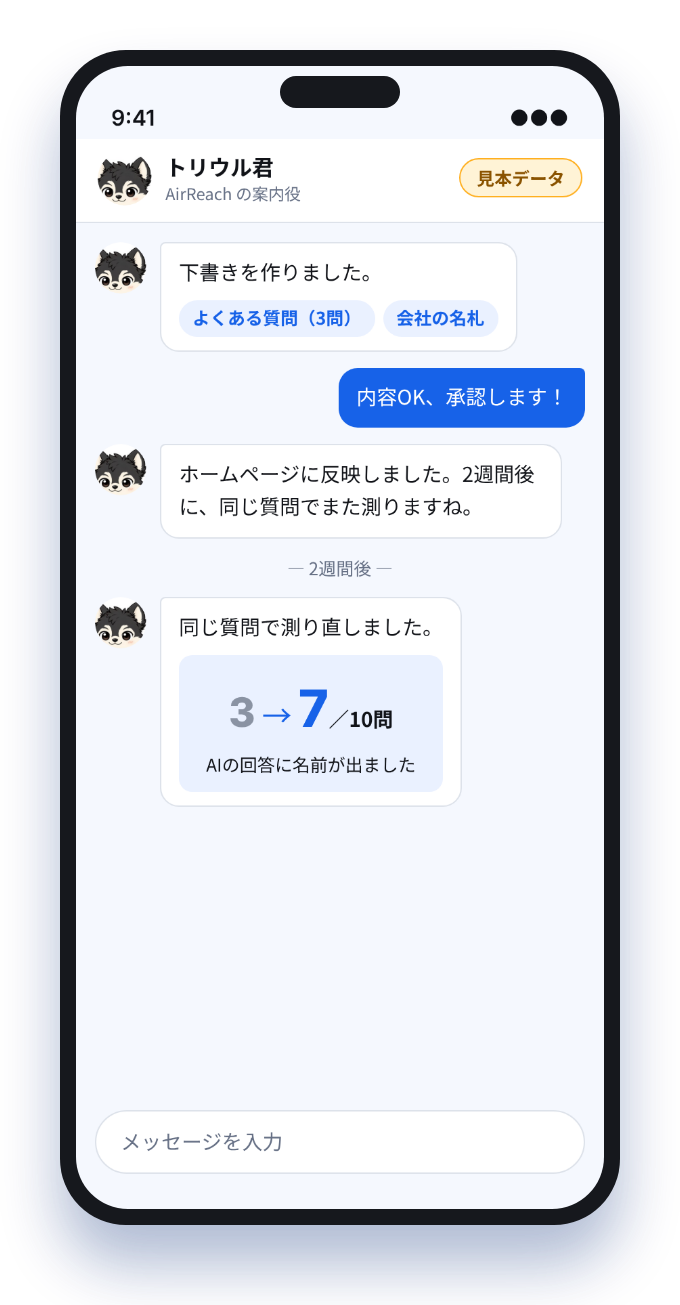 9:41
トリウル君
AirReach の案内役
見本データ
下書きを作りました。
よくある質問（3問）
会社の名札
内容OK、承認します！
ホームページに反映しました。2週間後
に、同じ質問でまた測りますね。
— 2週間後 —
同じ質問で測り直しました。
3→7／10問
AIの回答に名前が出ました
メッセージを入力